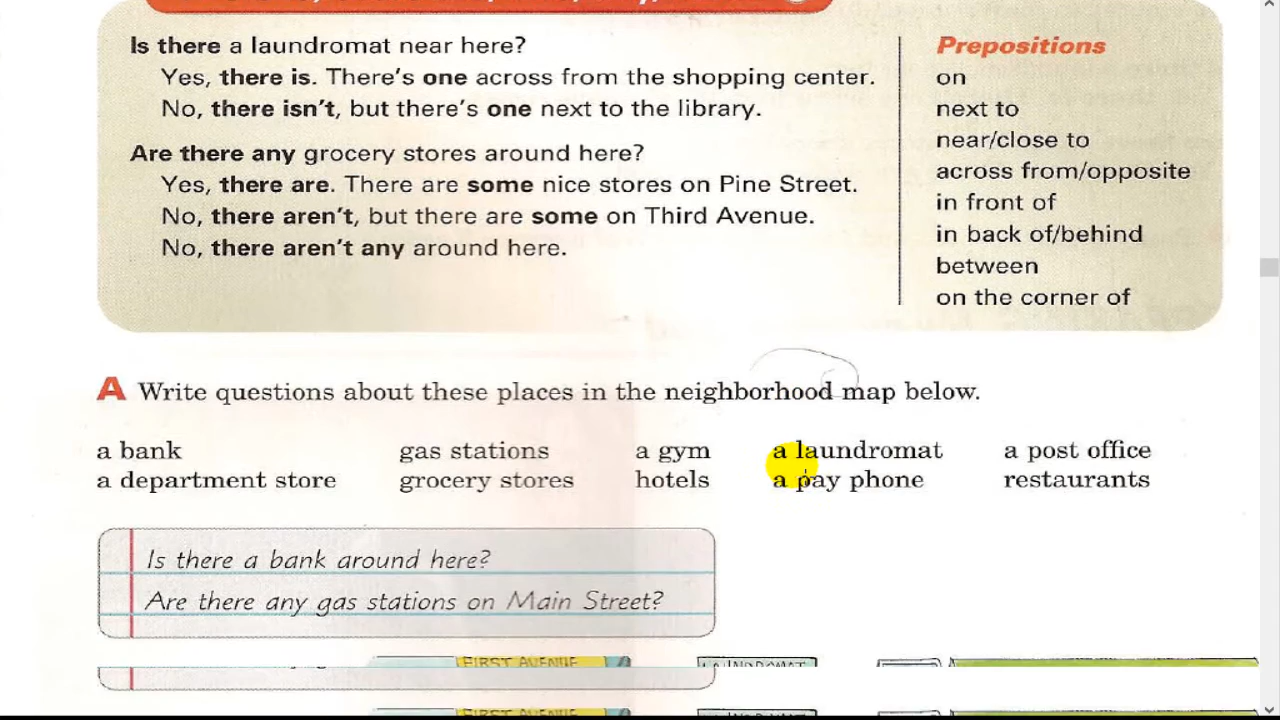 Is there a laundromat near here?
Yes, there is. There's one across from the shopping center.
No, there isn't, but there's one next to the library.
Are there any grocery stores around here?
Yes, there are. There are some nice stores on Pine Street.
No, there aren't, but there are some on Third Avenue.
No, there aren't any around here.
Prepositions
on
next to
near/close to
across from/opposite
in front of
in back of/behind
between
on the corner of
A Write questions about these places in the neighborhood map below.
a bank gas stations a gym a laundromat a post office
a department store grocery stores hotels a pay phone restaurants
Is there a bank around here?
Are there any gas stations on Main Street?
FIRST AVENUE LAUNDROMAT
FIRST AVENUE